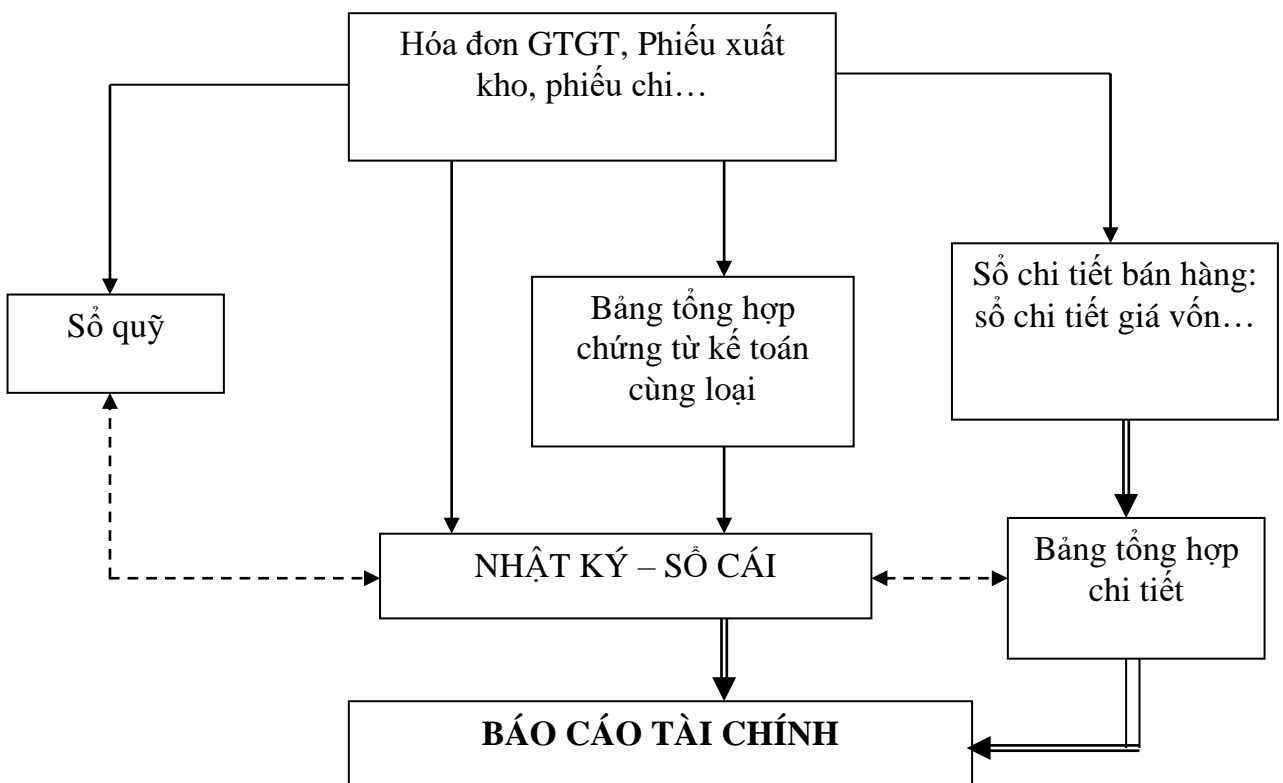 Hóa đơn GTGT, Phiếu xuất
kho, phiếu chi…
Sổ quỹ
Bảng tổng hợp
chứng từ kế toán
cùng loại
Sổ chi tiết bán hàng:
sổ chi tiết giá vốn…
NHẬT KÝ – SỔ CÁI
Bảng tổng hợp
chi tiết
BÁO CÁO TÀI CHÍNH